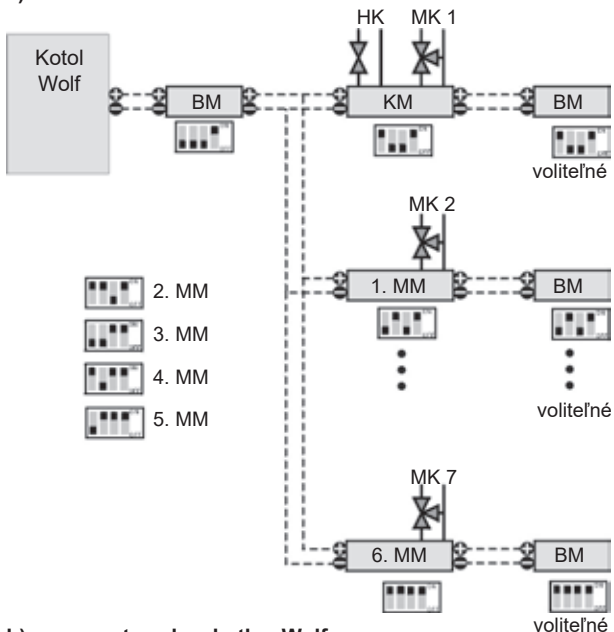 HK MK 1
Kotol
Wolf
BM KM BM
voliteľné
MK 2
1. MM BM
2. MM
3. MM
4. MM
5. MM
voliteľné
MK 7
6. MM BM
voliteľné